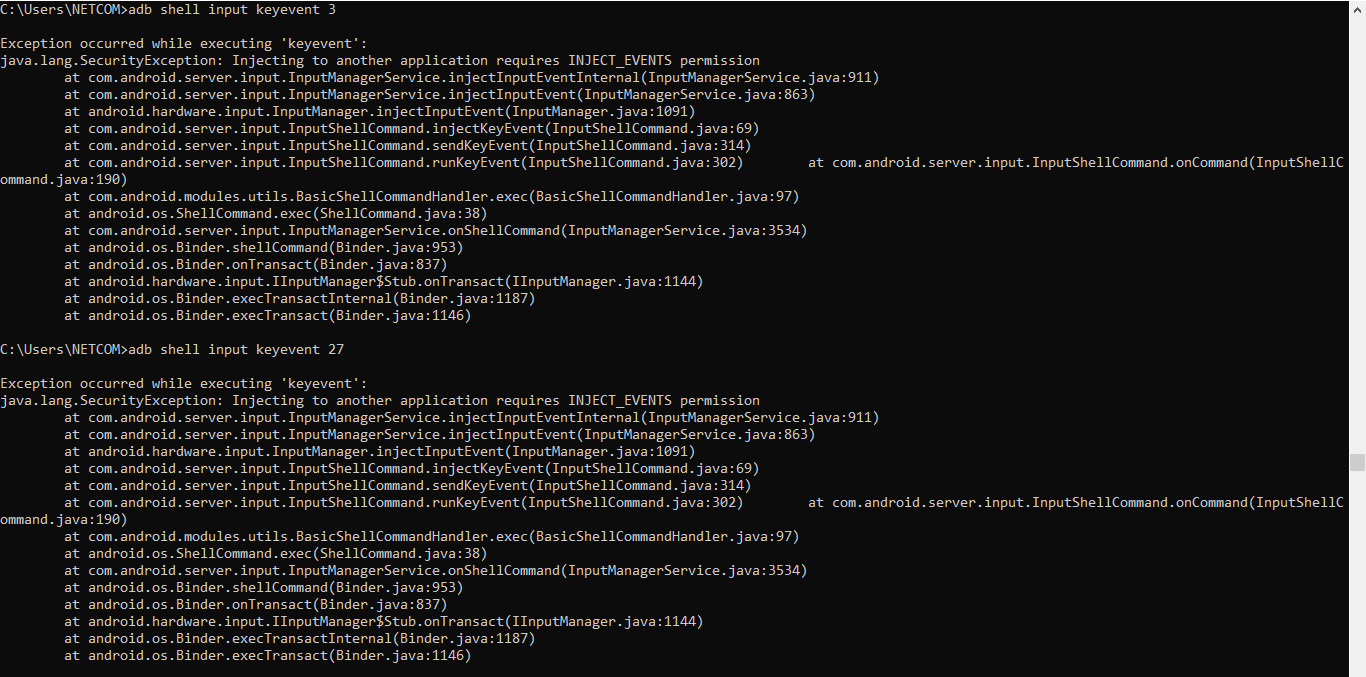 C:\Users\NETCOM>adb shell input keyevent 3
Exception occurred while executing 'keyevent':
java.lang.SecurityException: Injecting to another application requires INJECT_EVENTS permission
        at com.android.server.input.InputManagerService.injectInputEventInternal(InputManagerService.java:911)
        at com.android.server.input.InputManagerService.injectInputEvent(InputManagerService.java:863)
        at android.hardware.input.InputManager.injectInputEvent(InputManager.java:1091)
        at com.android.server.input.InputShellCommand.injectKeyEvent(InputShellCommand.java:69)
        at com.android.server.input.InputShellCommand.sendKeyEvent(InputShellCommand.java:314)
        at com.android.server.input.InputShellCommand.runKeyEvent(InputShellCommand.java:302)        at com.android.server.input.InputShellCommand.onCommand(InputShellC
ommand.java:190)
        at com.android.modules.utils.BasicShellCommandHandler.exec(BasicShellCommandHandler.java:97)
        at android.os.ShellCommand.exec(ShellCommand.java:38)
        at com.android.server.input.InputManagerService.onShellCommand(InputManagerService.java:3534)
        at android.os.Binder.shellCommand(Binder.java:953)
        at android.os.Binder.onTransact(Binder.java:837)
        at android.hardware.input.IInputManager$Stub.onTransact(IInputManager.java:1144)
        at android.os.Binder.execTransactInternal(Binder.java:1187)
        at android.os.Binder.execTransact(Binder.java:1146)
C:\Users\NETCOM>adb shell input keyevent 27
Exception occurred while executing 'keyevent':
java.lang.SecurityException: Injecting to another application requires INJECT_EVENTS permission
        at com.android.server.input.InputManagerService.injectInputEventInternal(InputManagerService.java:911)
        at com.android.server.input.InputManagerService.injectInputEvent(InputManagerService.java:863)
        at android.hardware.input.InputManager.injectInputEvent(InputManager.java:1091)
        at com.android.server.input.InputShellCommand.injectKeyEvent(InputShellCommand.java:69)
        at com.android.server.input.InputShellCommand.sendKeyEvent(InputShellCommand.java:314)
        at com.android.server.input.InputShellCommand.runKeyEvent(InputShellCommand.java:302)        at com.android.server.input.InputShellCommand.onCommand(InputShellC
ommand.java:190)
        at com.android.modules.utils.BasicShellCommandHandler.exec(BasicShellCommandHandler.java:97)
        at android.os.ShellCommand.exec(ShellCommand.java:38)
        at com.android.server.input.InputManagerService.onShellCommand(InputManagerService.java:3534)
        at android.os.Binder.shellCommand(Binder.java:953)
        at android.os.Binder.onTransact(Binder.java:837)
        at android.hardware.input.IInputManager$Stub.onTransact(IInputManager.java:1144)
        at android.os.Binder.execTransactInternal(Binder.java:1187)
        at android.os.Binder.execTransact(Binder.java:1146)